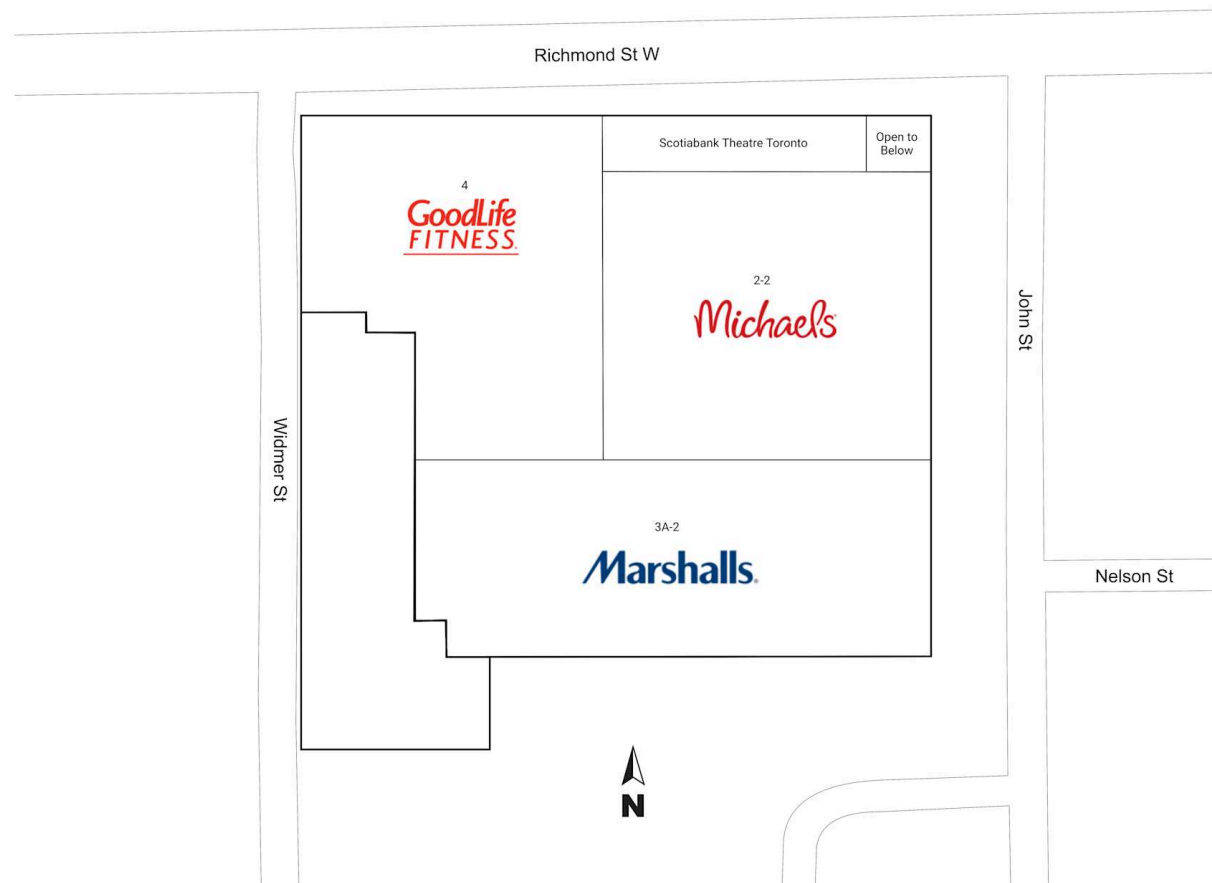 Richmond St W
Scotiabank Theatre Toronto
Open to
Below
4
GoodLife
FITNESS.
2-2
Michaels
John St
Widmer St
3A-2
Marshalls.
Nelson St
N